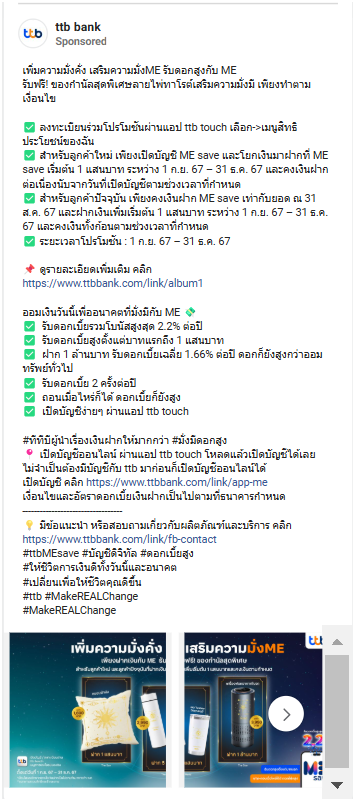 ttb bank
Sponsored
เพิ่มความมั่งคั่ง เสริมความมั่งME รับดอกสูงกับ ME
รับฟรี! ของกำนัลสุดพิเศษลายไพ่ทาโรต์เสริมความมั่งมี เพียงทำตาม
เงื่อนไข
✅ ลงทะเบียนร่วมโปรโมชันผ่านแอป ttb touch เลือก->เมนูสิทธิ
ประโยชน์ของฉัน
✅ สำหรับลูกค้าใหม่ เพียงเปิดบัญชี ME save และโยกเงินมาฝากที่ ME
save เริ่มต้น 1 แสนบาท ระหว่าง 1 ก.ย. 67 – 31 ธ.ค. 67 และคงเงินฝาก
ต่อเนื่องนับจากวันที่เปิดบัญชีตามช่วงเวลาที่กำหนด
✅ สำหรับลูกค้าปัจจุบัน เพียงคงเงินฝาก ME save เท่ากับยอด ณ 31
ส.ค. 67 และฝากเงินเพิ่มเริ่มต้น 1 แสนบาท ระหว่าง 1 ก.ย. 67 – 31 ธ.ค.
67 และคงเงินทั้งก้อนตามช่วงเวลาที่กำหนด
✅ ระยะเวลาโปรโมชัน : 1 ก.ย. 67 – 31 ธ.ค. 67
📌 ดูรายละเอียดเพิ่มเติม คลิก
https://www.ttbbank.com/link/album1
ออมเงินวันนี้เพื่ออนาคตที่มั่งมีกับ ME 💸
✅ รับดอกเบี้ยรวมโบนัสสูงสุด 2.2% ต่อปี
✅ รับดอกเบี้ยสูงตั้งแต่บาทแรกถึง 1 แสนบาท
✅ ฝาก 1 ล้านบาท รับดอกเบี้ยเฉลี่ย 1.66% ต่อปี ดอกก็ยังสูงกว่าออม
ทรัพย์ทั่วไป
✅ รับดอกเบี้ย 2 ครั้งต่อปี
✅ ถอนเมื่อไหร่ก็ได้ ดอกเบี้ยก็ยังสูง
✅ เปิดบัญชีง่ายๆ ผ่านแอป ttb touch
#ทีทีบีผู้นำเรื่องเงินฝากให้มากกว่า #มั่งมีดอกสูง
📍 เปิดบัญชีออนไลน์ ผ่านแอป ttb touch โหลดแล้วเปิดบัญชีได้เลย
ไม่จำเป็นต้องมีบัญชีกับ ttb มาก่อนก็เปิดบัญชีออนไลน์ได้
เปิดบัญชี คลิก https://www.ttbbank.com/link/app-me
เงื่อนไขและอัตราดอกเบี้ยเงินฝากเป็นไปตามที่ธนาคารกำหนด
--------------------------------
💡 มีข้อแนะนำ หรือสอบถามเกี่ยวกับผลิตภัณฑ์และบริการ คลิก
https://www.ttbbank.com/link/fb-contact
#ttbMEsave #บัญชีดิจิทัล #ดอกเบี้ยสูง
#ให้ชีวิตการเงินดีทั้งวันนี้และอนาคต
#เปลี่ยนเพื่อให้ชีวิตคุณดีขึ้น
#ttb #MakeREALChange
#MakeREALChange
เพิ่มความมั่งคั่ง
เพียงฝากเงินกับ ME
ฝาก 1 แสนบาท
เสริมความมั่งME
ฟรี! ของกำนัลสุดพิเศษ
ฝาก 1 ล้านบาท